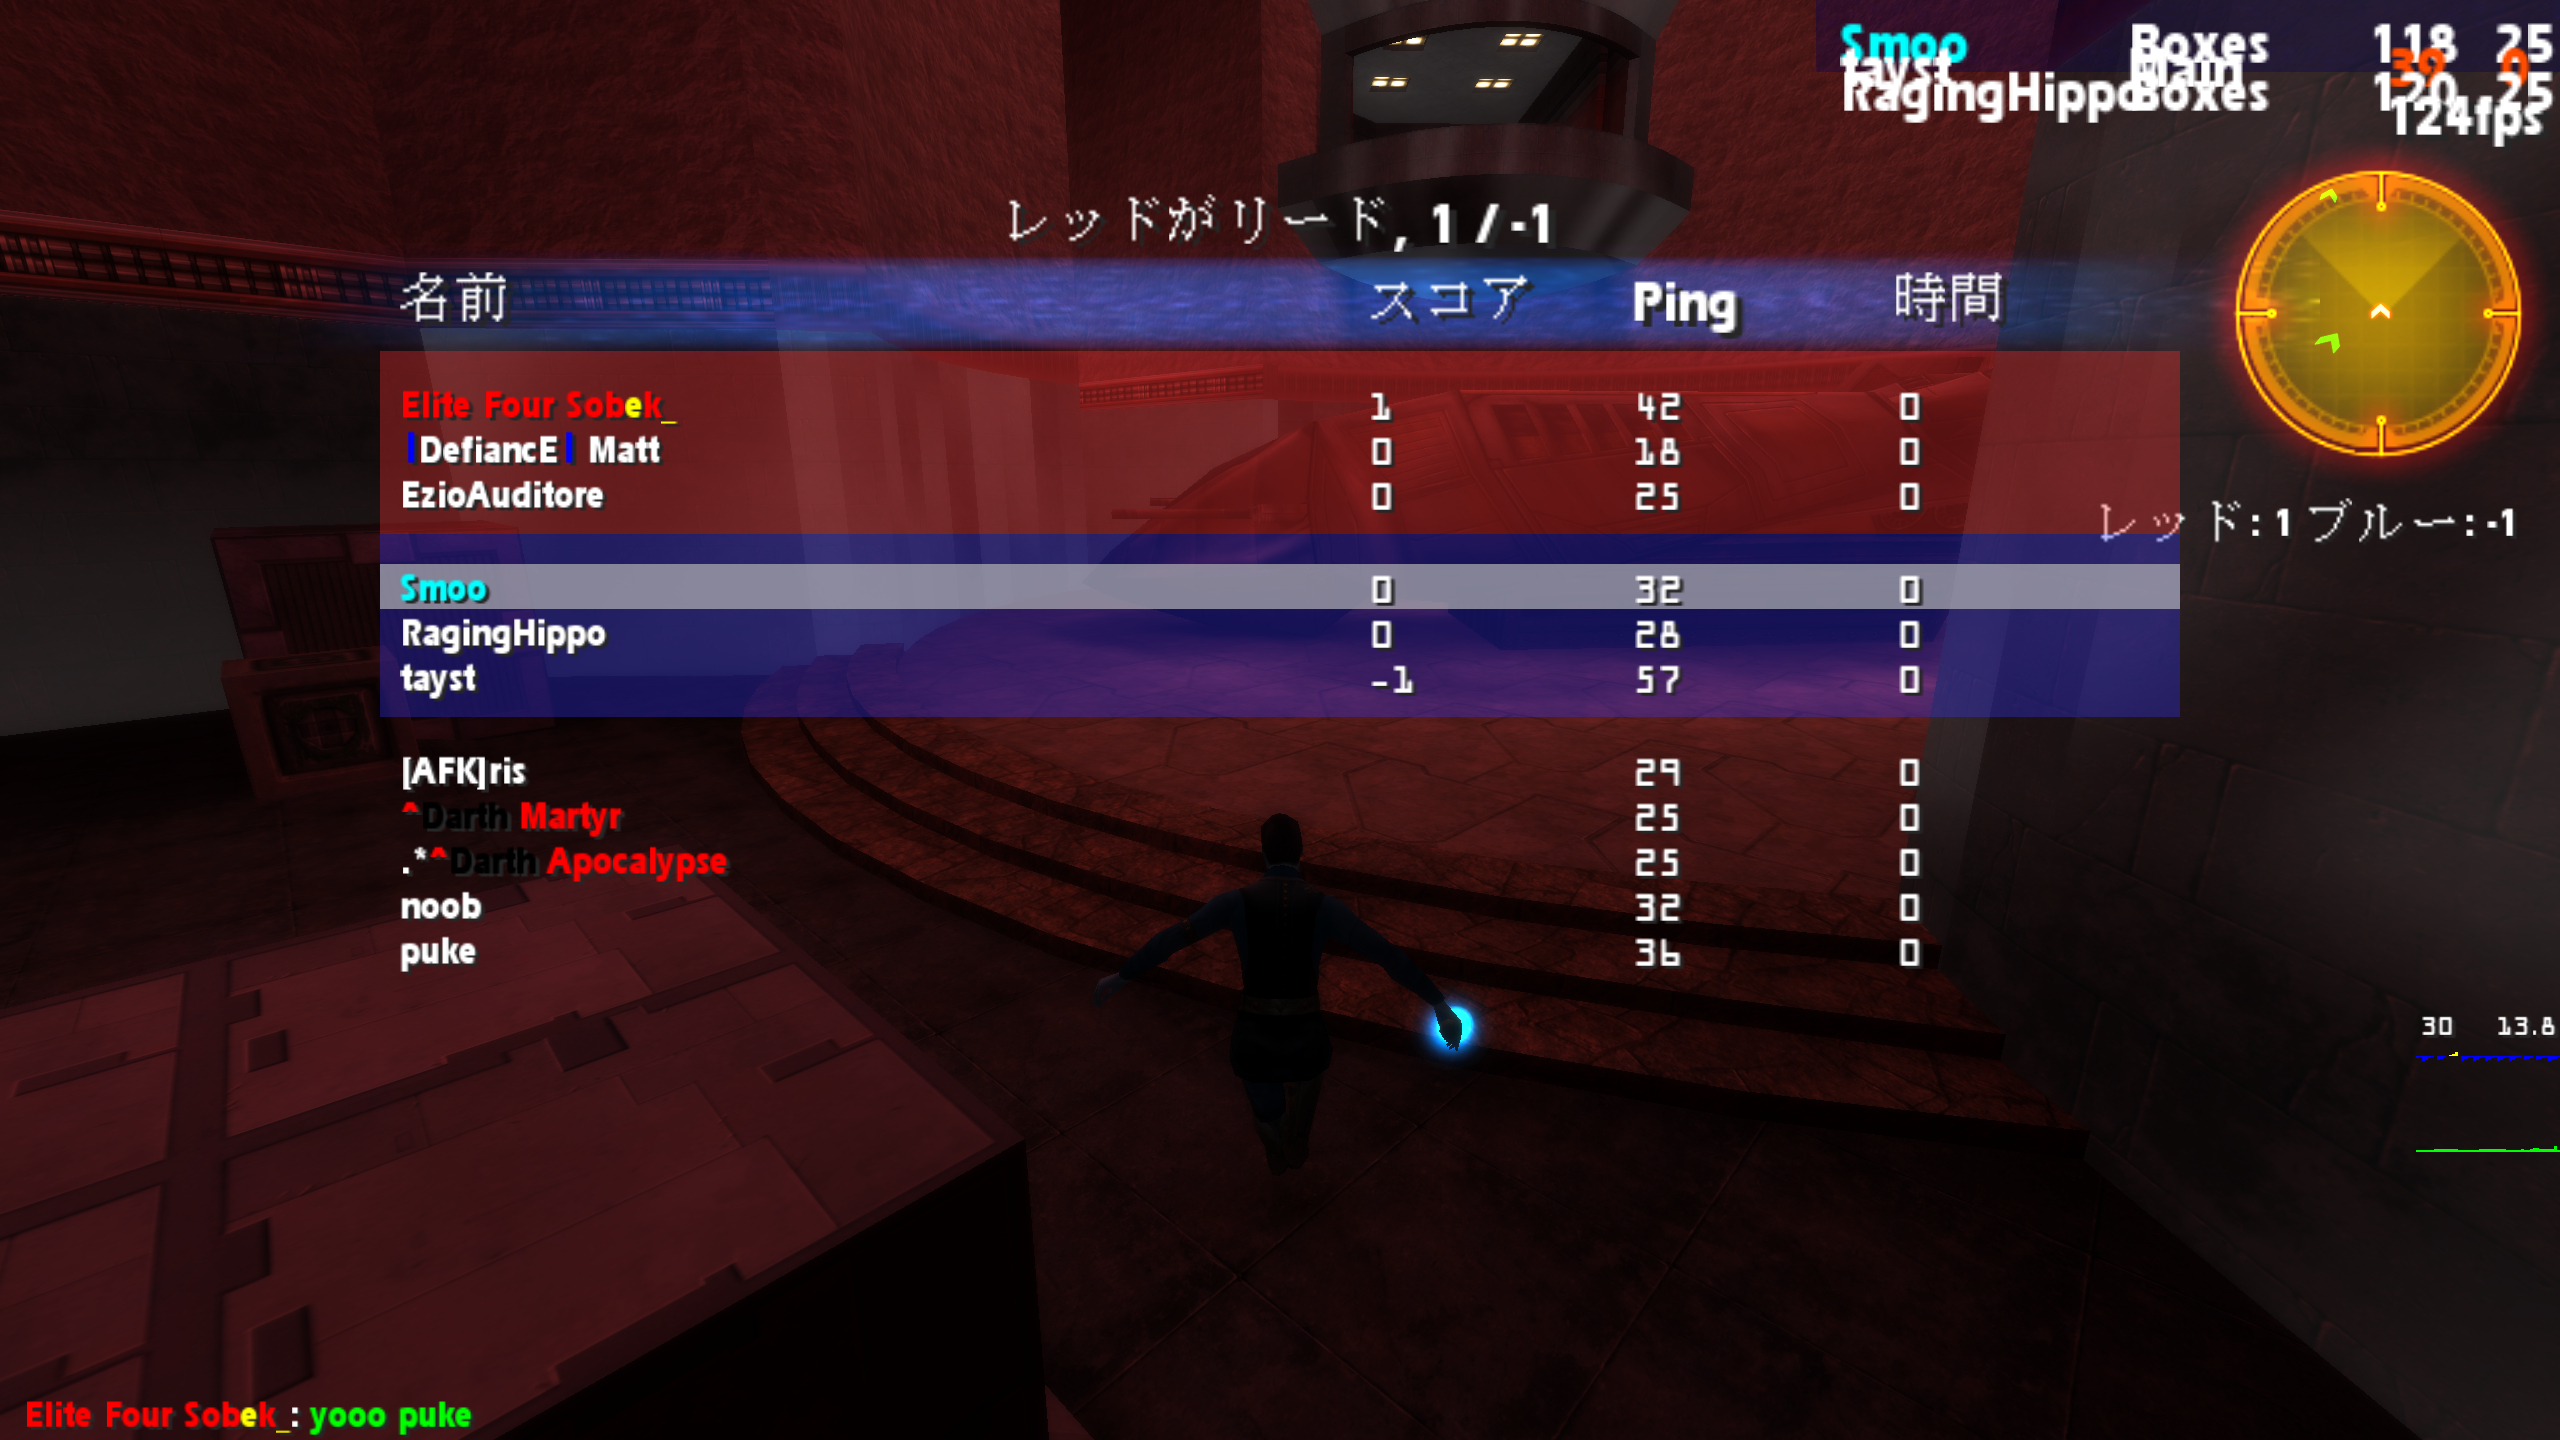 Smoo Boxes 118 25
tayst Main 39 0
RagingHippo Boxes 120 25
124fps
レッドがリード, 1 / -1
名前 スコア Ping 時間
Elite Four Sobek_ 1 42 0
|DefiancE| Matt 0 18 0
EzioAuditore 0 25 0
レッド: 1 ブルー: -1
Smoo 0 32 0
RagingHippo 0 28 0
tayst -1 57 0
[AFK]ris 29 0
^Darth Martyr 25 0
.*^Darth Apocalypse 25 0
noob 32 0
puke 36 0
30 13.8
Elite Four Sobek_: yooo puke